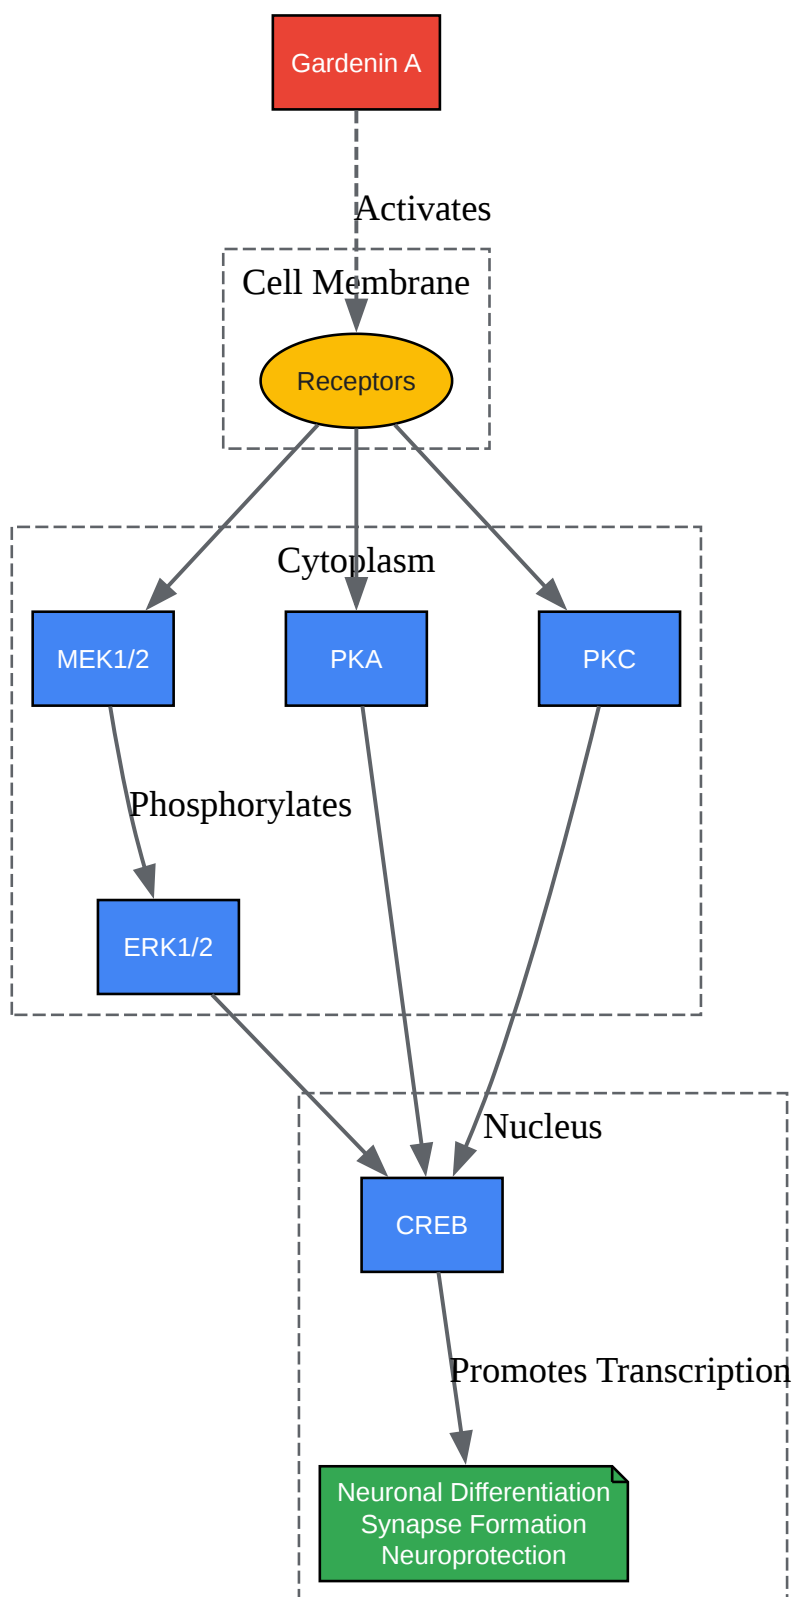 Gardenin A
Activates
Cell Membrane
Receptors
Cytoplasm
MEK1/2
PKA
PKC
Phosphorylates
ERK1/2
Nucleus
CREB
Promotes Transcription
Neuronal Differentiation
Synapse Formation
Neuroprotection